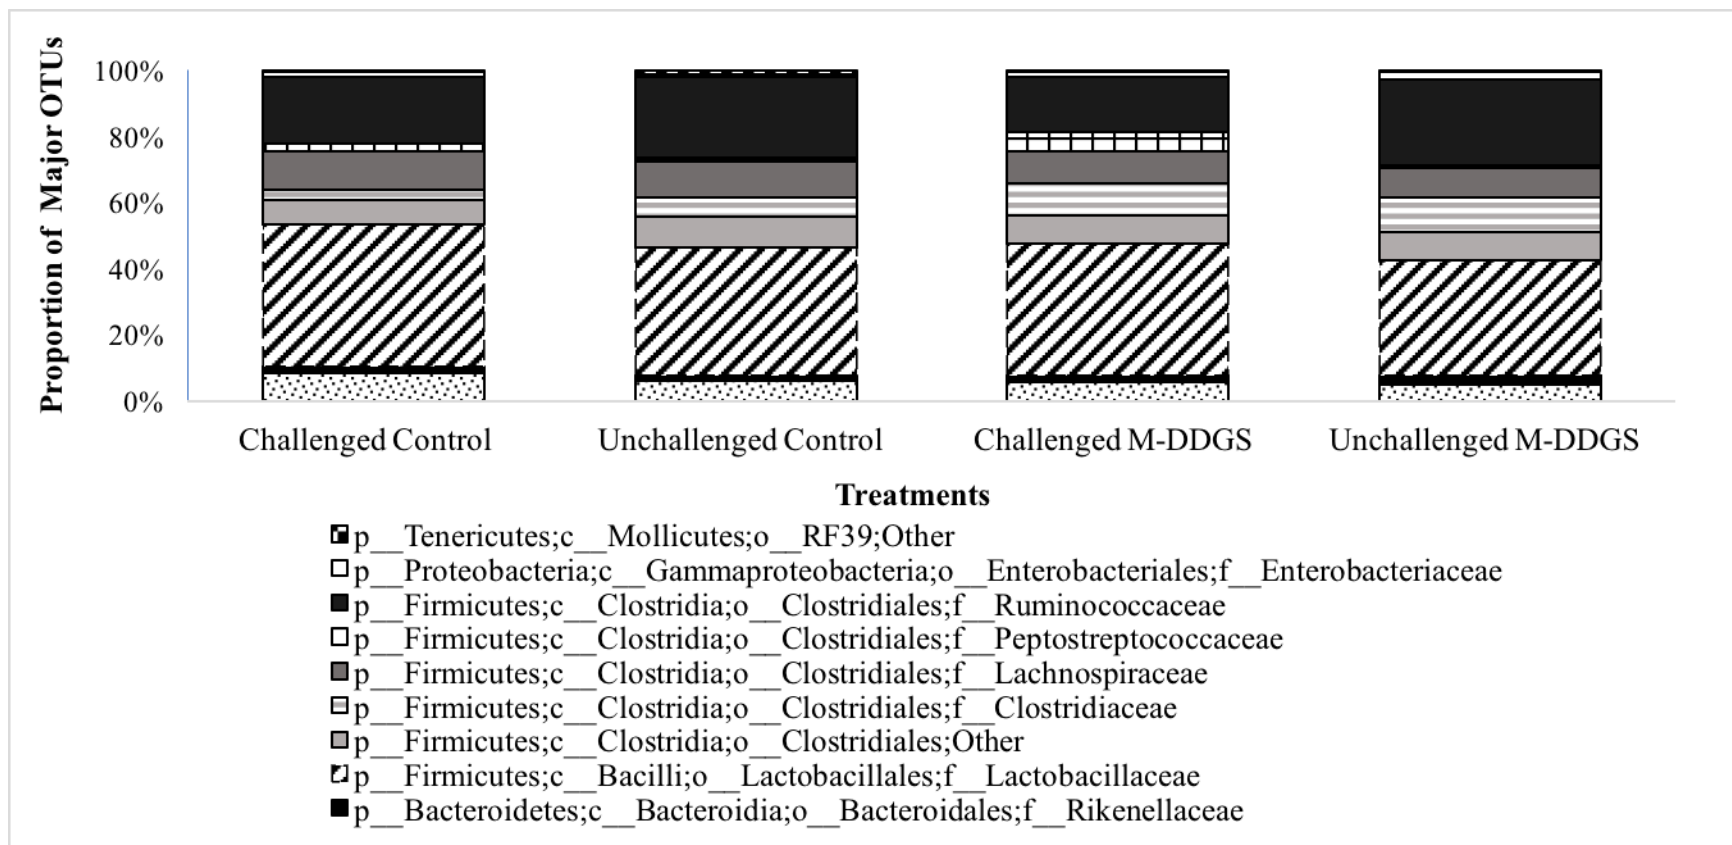 Proportion of Major OTUs
100%
80%
60%
40%
20%
0%
Challenged Control
Unchallenged Control
Challenged M-DDGS
Unchallenged M-DDGS
Treatments
p__Tenericutes;c__Mollicutes;o__RF39;Other
p__Proteobacteria;c__Gammaproteobacteria;o__Enterobacteriales;f__Enterobacteriaceae
p__Firmicutes;c__Clostridia;o__Clostridiales;f__Ruminococcaceae
p__Firmicutes;c__Clostridia;o__Clostridiales;f__Peptostreptococcaceae
p__Firmicutes;c__Clostridia;o__Clostridiales;f__Lachnospiraceae
p__Firmicutes;c__Clostridia;o__Clostridiales;f__Clostridiaceae
p__Firmicutes;c__Clostridia;o__Clostridiales;Other
p__Firmicutes;c__Bacilli;o__Lactobacillales;f__Lactobacillaceae
p__Bacteroidetes;c__Bacteroidia;o__Bacteroidales;f__Rikenellaceae